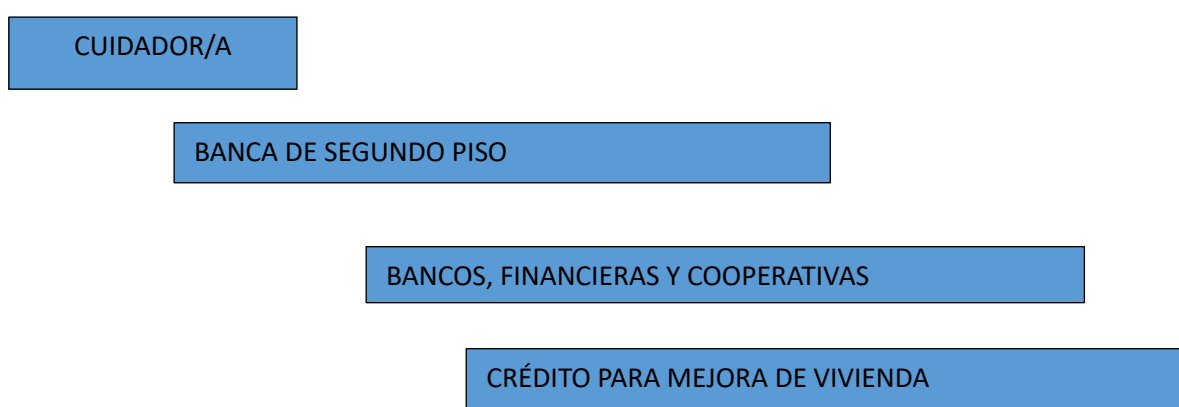 CUIDADOR/A
BANCA DE SEGUNDO PISO
BANCOS, FINANCIERAS Y COOPERATIVAS
CRÉDITO PARA MEJORA DE VIVIENDA